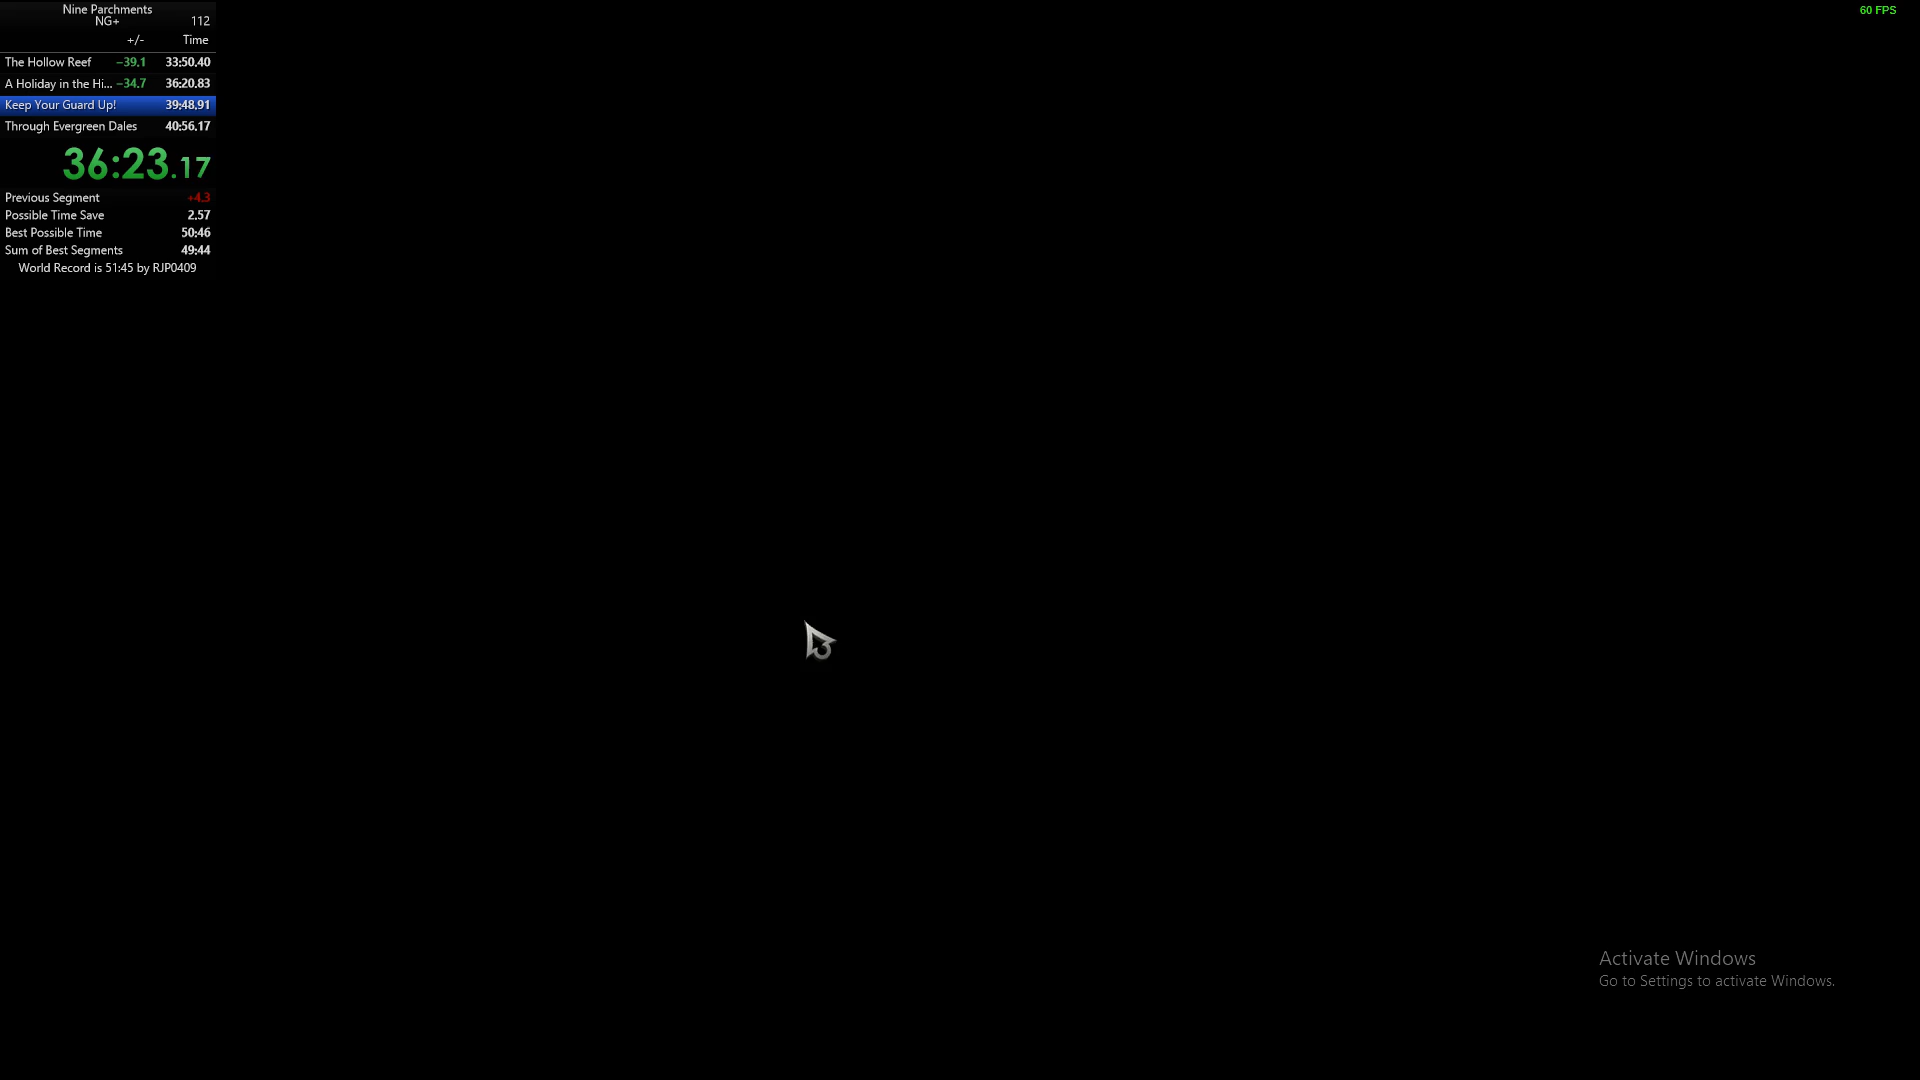 Nine Parchments
NG+ 112
+/- Time
The Hollow Reef −39.1 33:50.40
A Holiday in the Hi... −34.7 36:20.83
Keep Your Guard Up! 39:48.91
Through Evergreen Dales 40:56.17
36:23.17
Previous Segment +4.3
Possible Time Save 2.57
Best Possible Time 50:46
Sum of Best Segments 49:44
World Record is 51:45 by RJP0409
60 FPS
Activate Windows
Go to Settings to activate Windows.